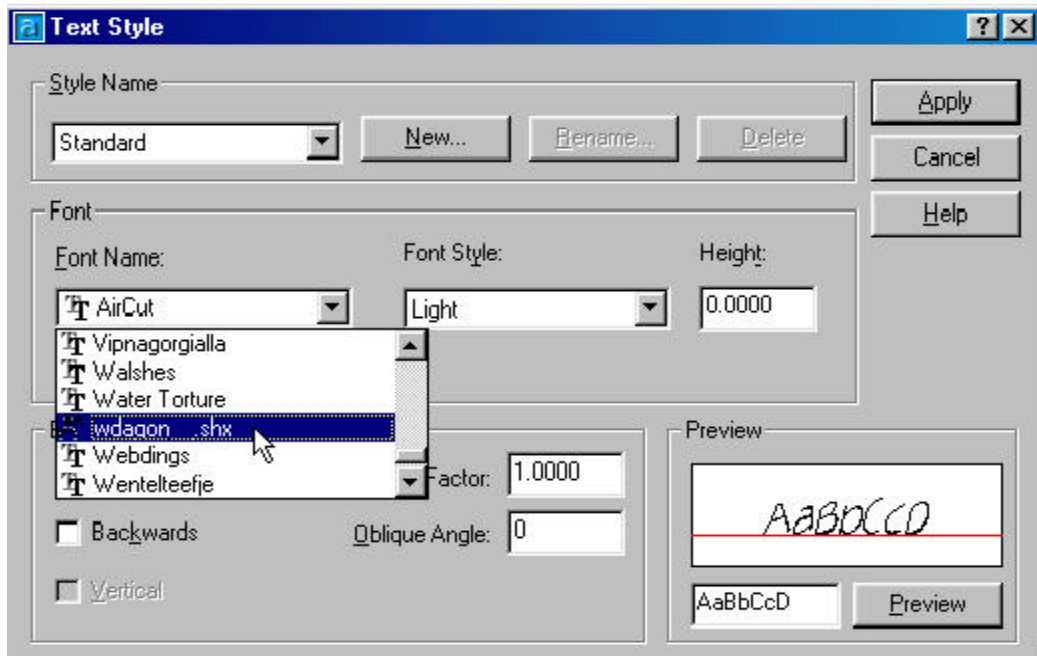 Text Style
Style Name
Standard
New...
Rename...
Delete
Apply
Cancel
Help
Font
Font Name:
Font Style:
Height:
AirCut
Light
0.0000
Vipnagorgialla
Walshes
Water Torture
wdagon .shx
Webdings
Wentelteefje
Factor:
1.0000
Backwards
Oblique Angle:
0
Vertical
Preview
AaBbCcD
AaBbCcD
Preview